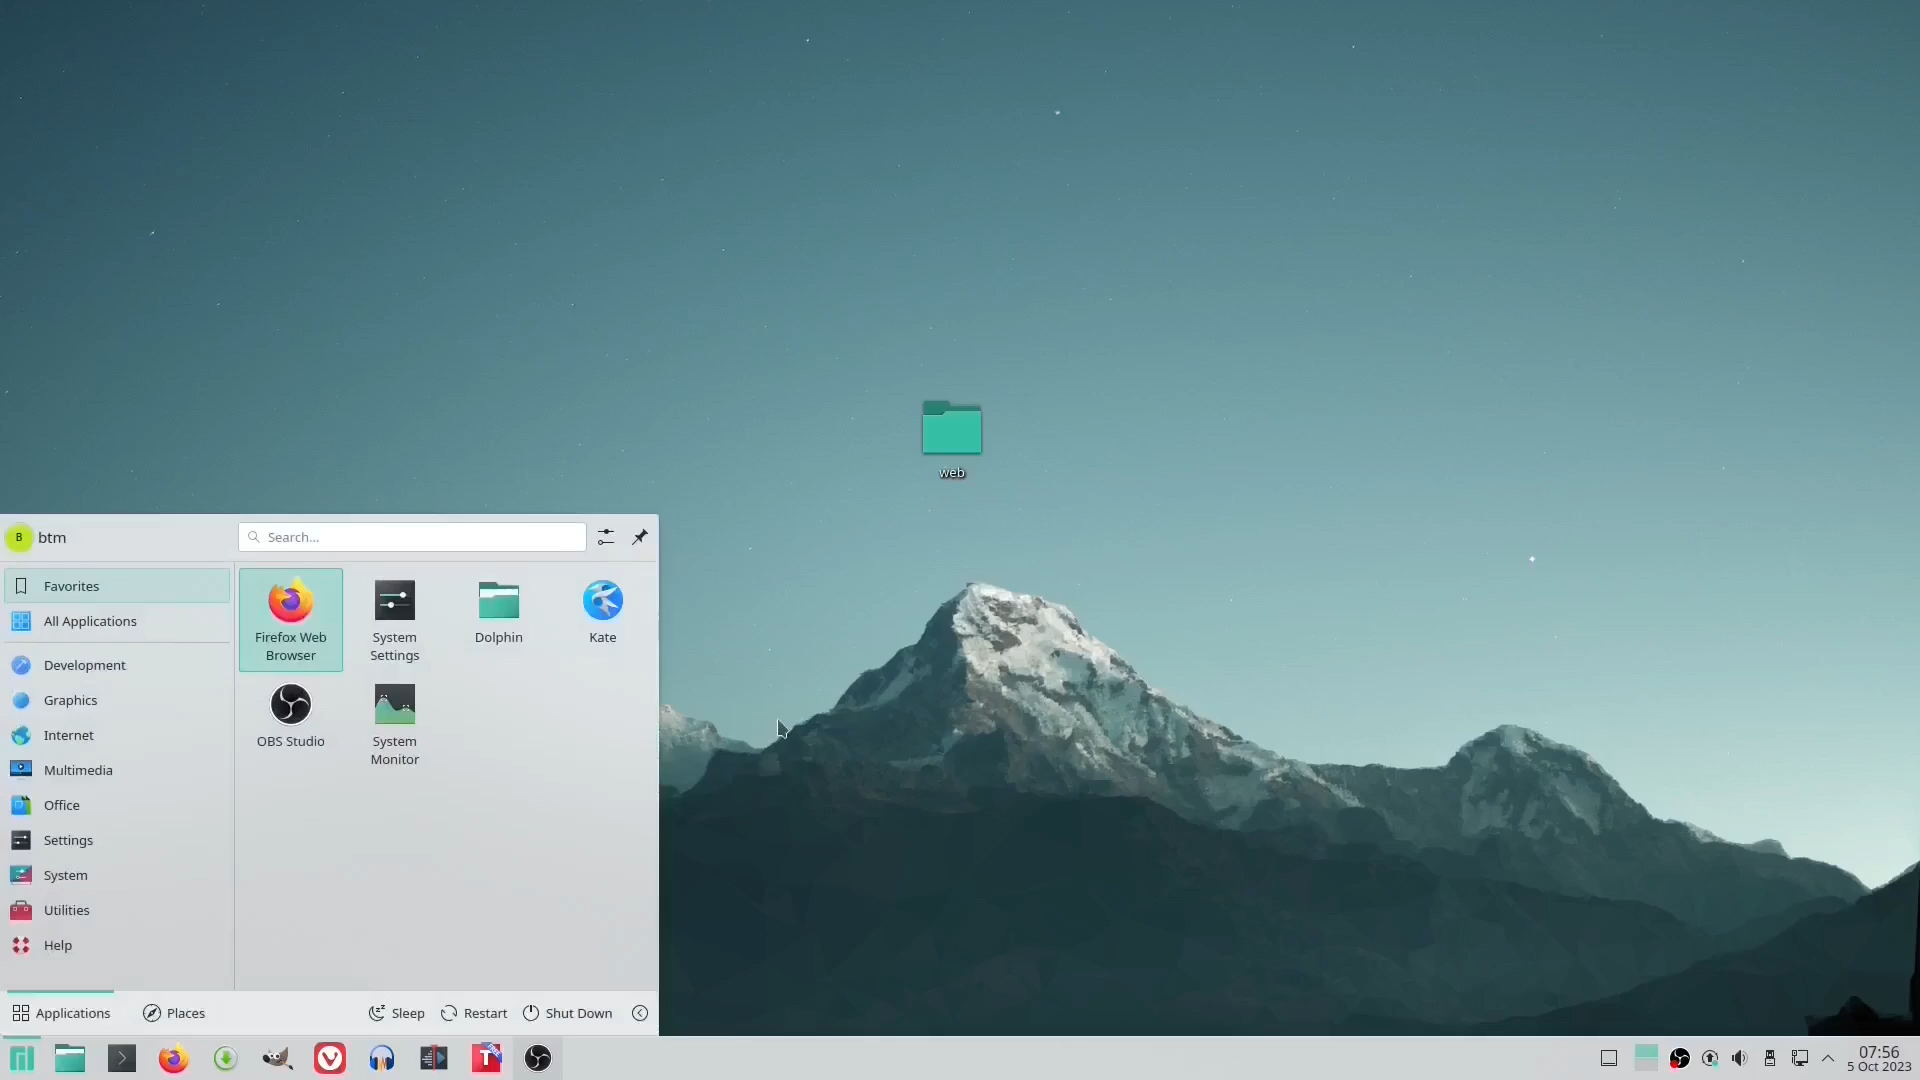 web
B
btm
Search...
Favorites
All Applications
Development
Graphics
Internet
Multimedia
Office
Settings
System
Utilities
Help
Firefox Web
Browser
System
Settings
Dolphin
Kate
OBS Studio
System
Monitor
Applications
Places
Sleep
Restart
Shut Down
T
07:56
5 Oct 2023